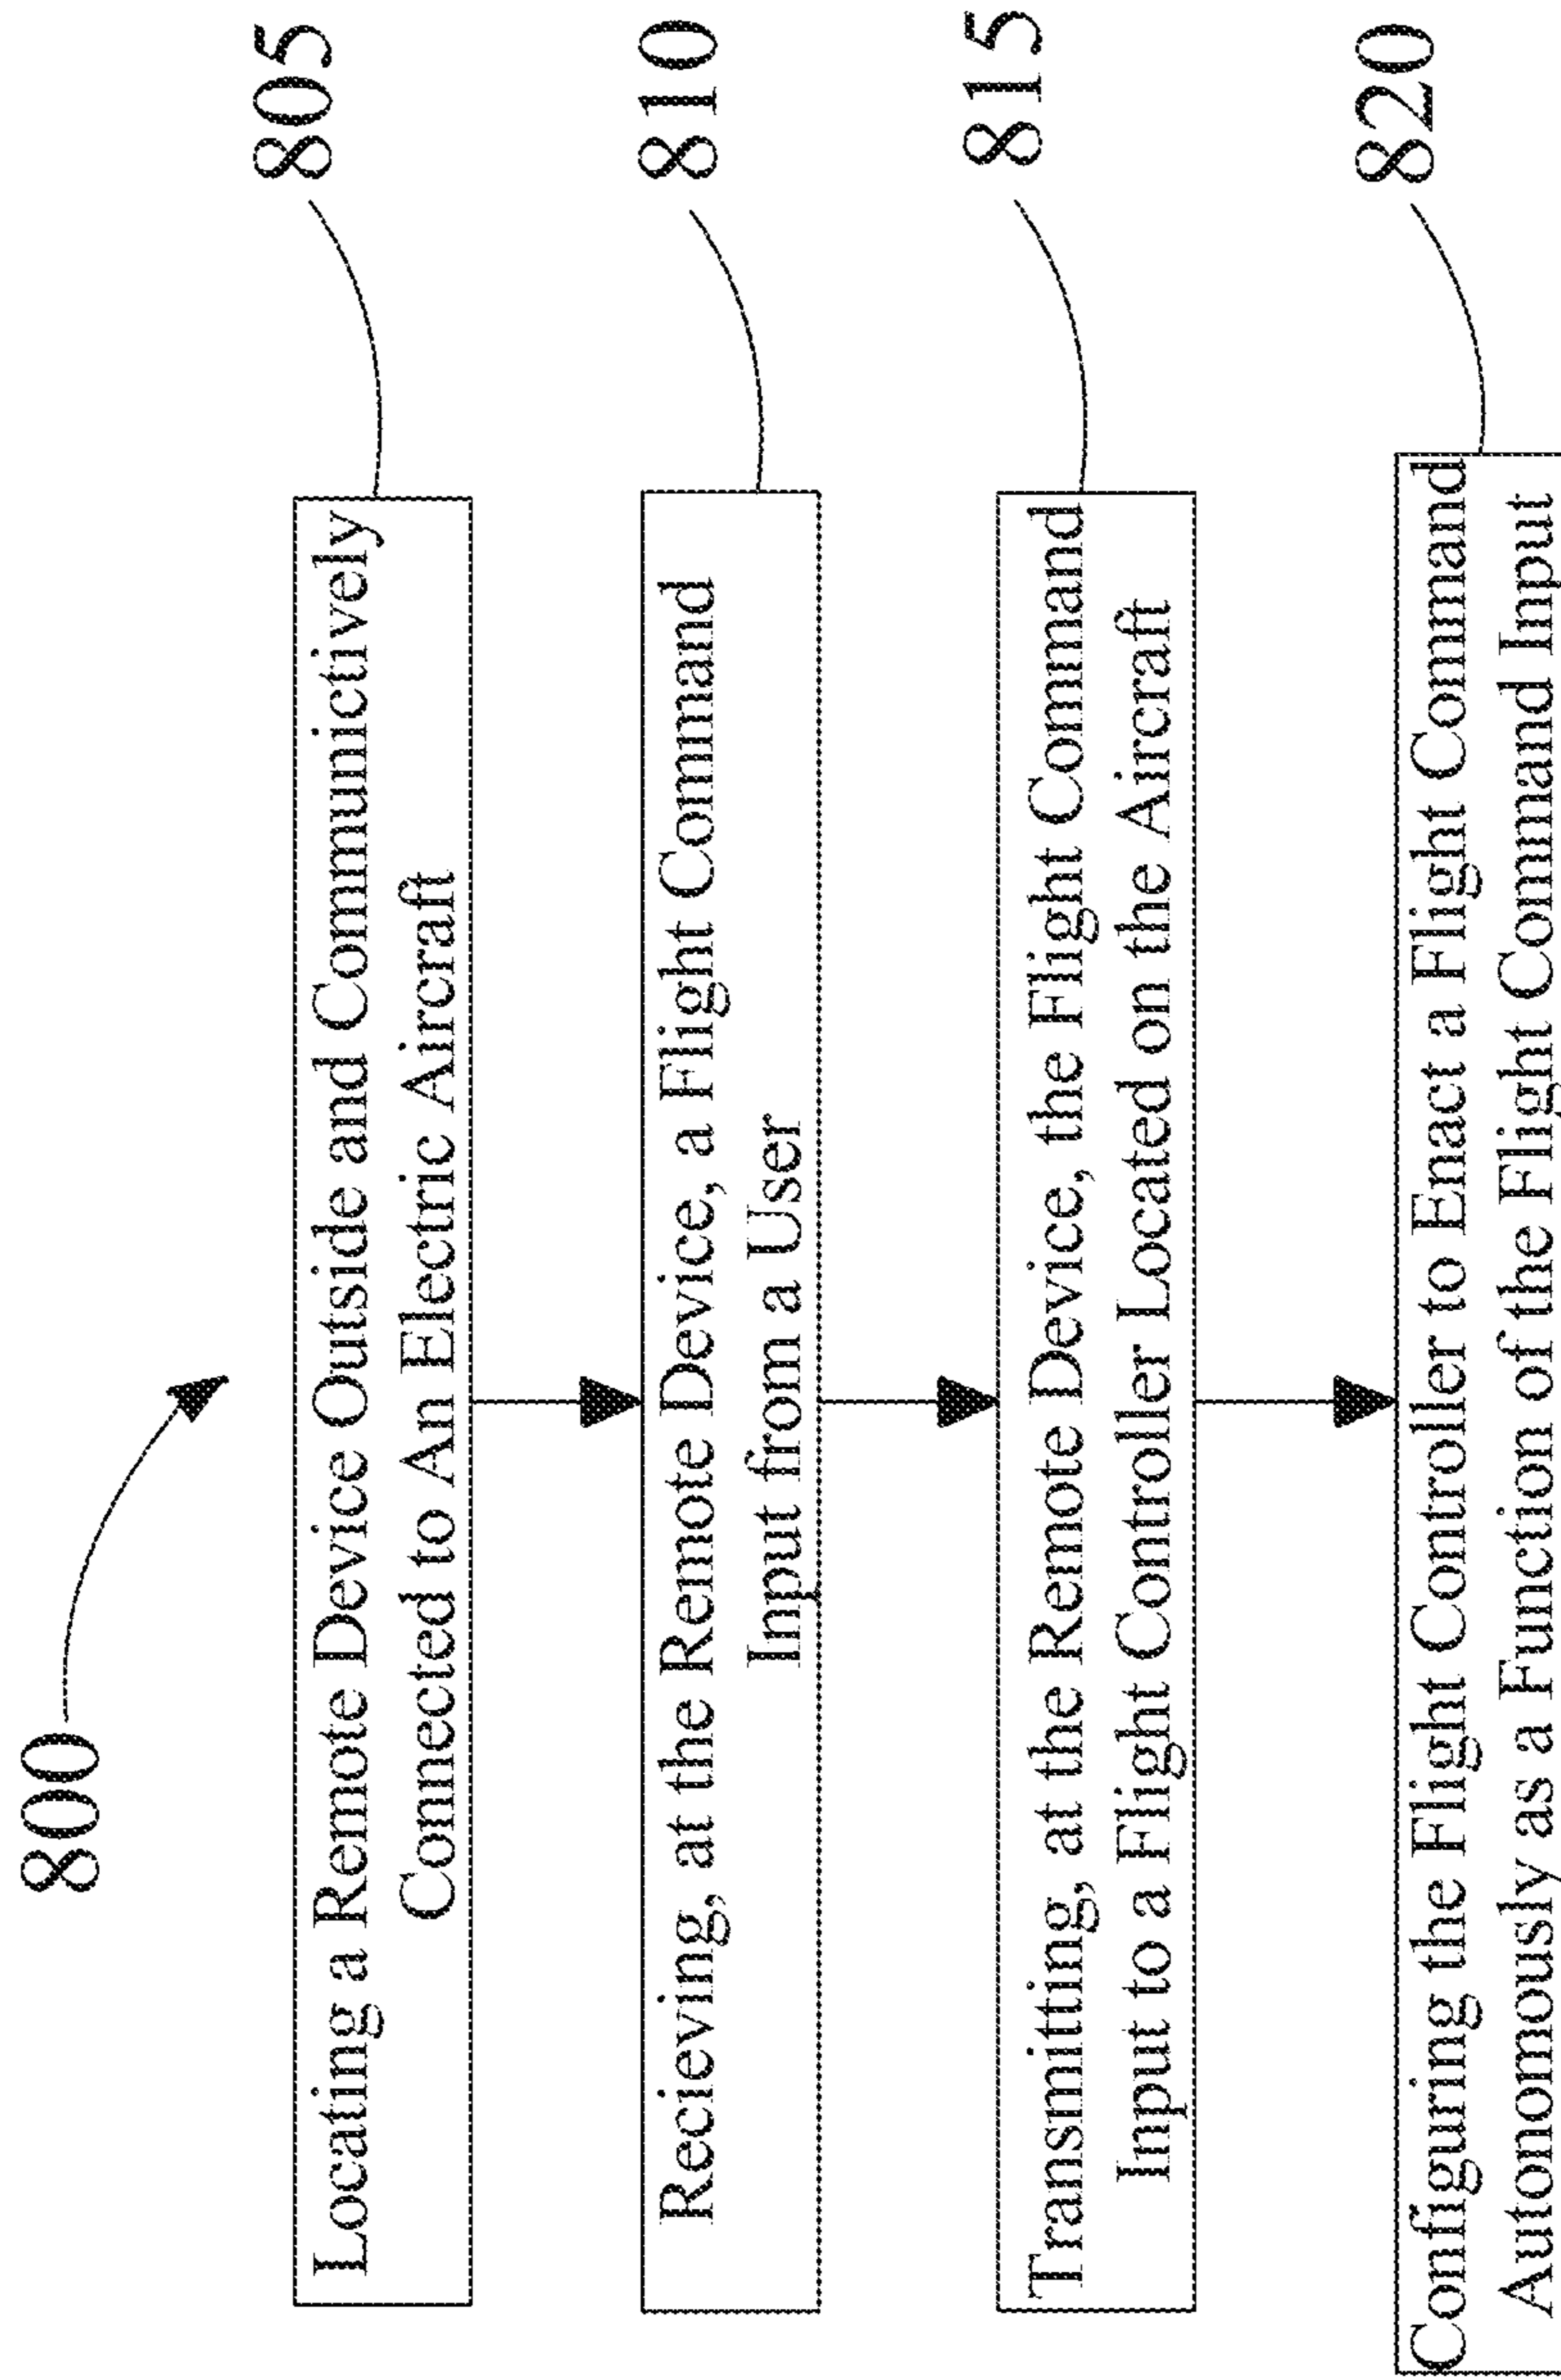 800
805
Locating a Remote Device Outside and Communictively
Connected to An Electric Aircraft
810
Recieving, at the Remote Device, a Flight Command
Input from a User
815
Transmitting, at the Remote Device, the Flight Command
Input to a Flight Controller Located on the Aircraft
820
Configuring the Flight Controller to Enact a Flight Command
Autonomously as a Function of the Flight Command Input